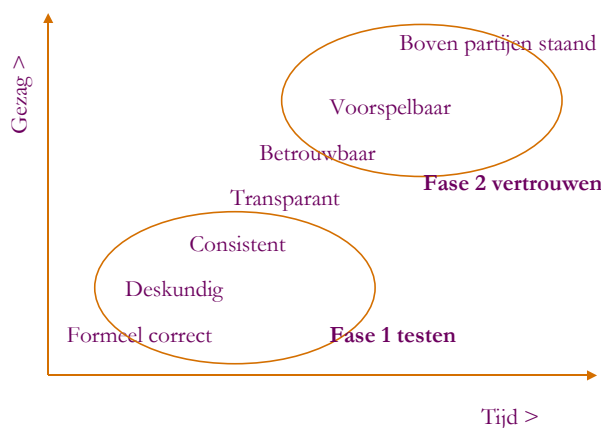 Boven partijen staand
Gezag >
Voorspelbaar
Betrouwbaar
Fase 2 vertrouwen
Transparant
Consistent
Deskundig
Formeel correct
Fase 1 testen
Tijd >